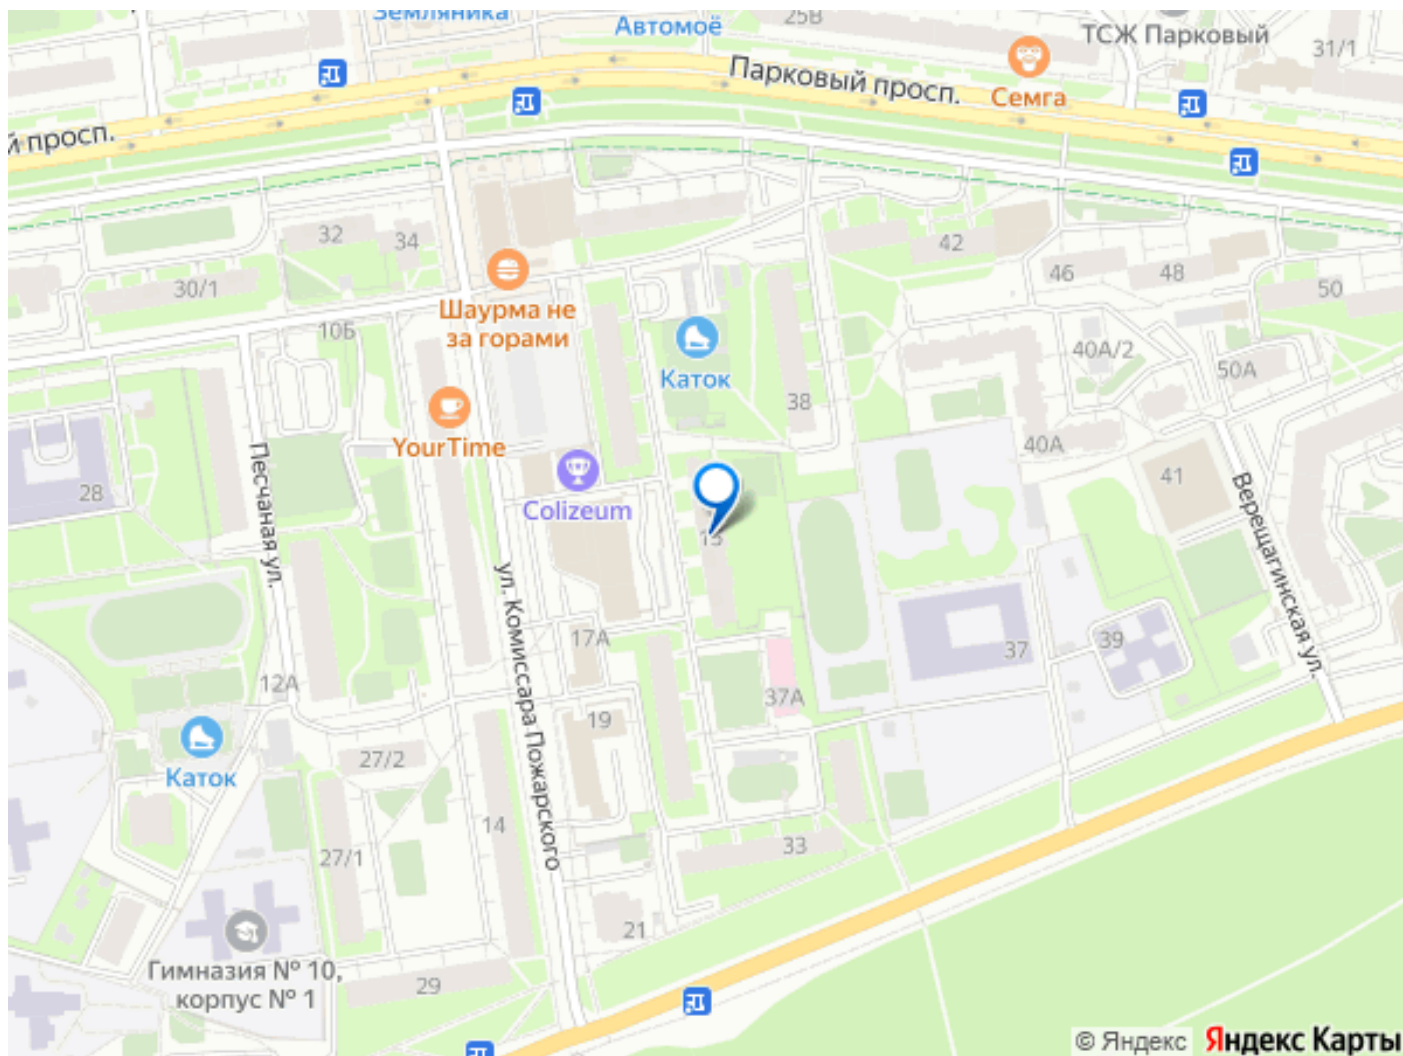 Земляника
Автомоё
25В
ТСЖ Парковый
31/1
Парковый просп.
Семга
й просп.
32
34
42
46
48
50
30/1
Шаурма не
за горами
10Б
40А/2
50А
Каток
38
YourTime
40А
41
28
Песчаная ул.
Colizeum
15
Верещагинская ул.
ул. Комиссара Пожарского
17А
37
39
12А
37А
19
27/2
Каток
14
33
27/1
21
Гимназия № 10,
корпус № 1
29
© Яндекс Яндекс Карты